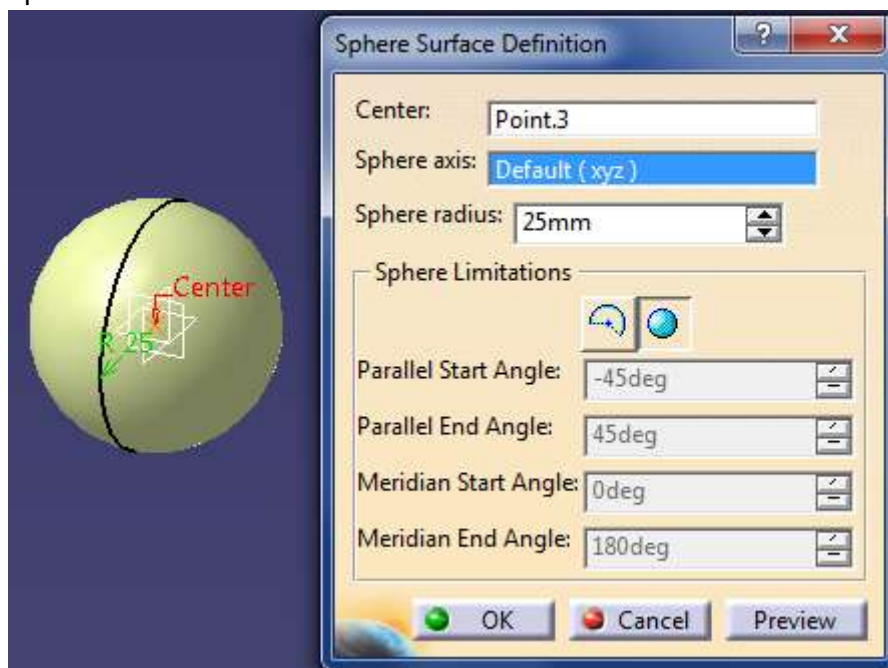 Sphere Surface Definition
?
X
Center:
Point.3
Sphere axis:
Default ( xyz )
Sphere radius:
25mm
Sphere Limitations
Parallel Start Angle:
-45deg
Parallel End Angle:
45deg
Meridian Start Angle:
0deg
Meridian End Angle:
180deg
OK
Cancel
Preview
Center
R 25